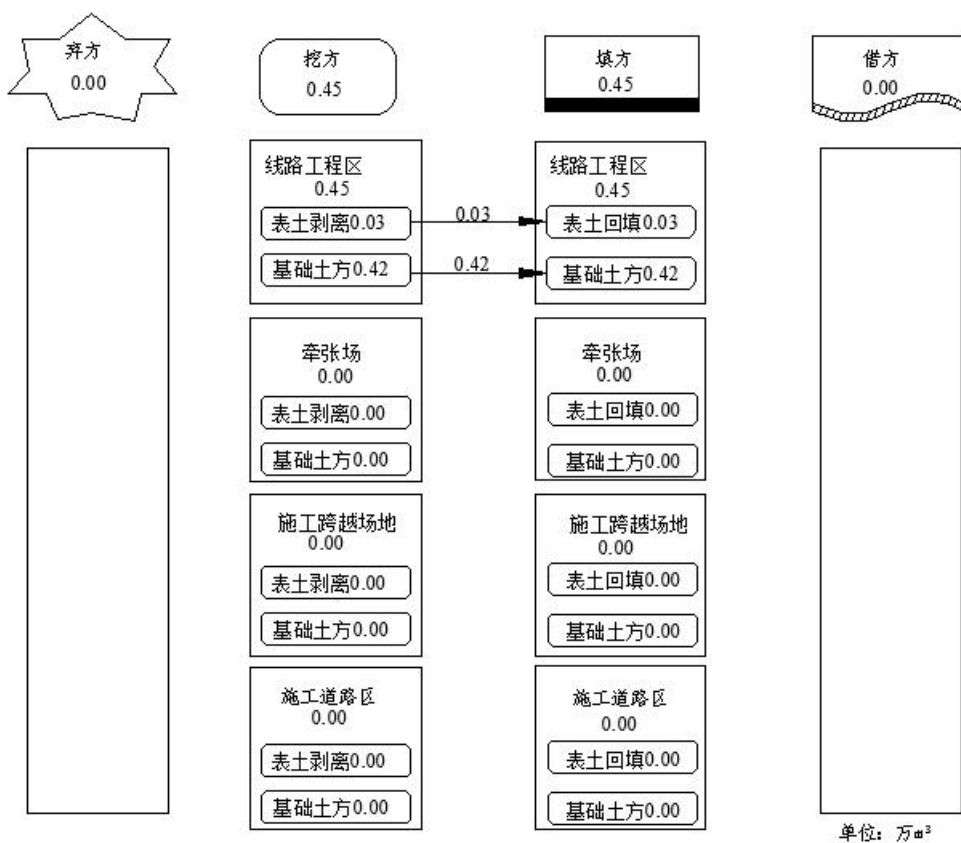 弃方
0.00
挖方
0.45
填方
0.45
借方
0.00
线路工程区
0.45
表土剥离0.03
基础土方0.42
0.03
0.42
线路工程区
0.45
表土回填0.03
基础土方0.42
牵张场
0.00
表土剥离0.00
基础土方0.00
牵张场
0.00
表土回填0.00
基础土方0.00
施工跨越场地
0.00
表土剥离0.00
基础土方0.00
施工跨越场地
0.00
表土回填0.00
基础土方0.00
施工道路区
0.00
表土剥离0.00
基础土方0.00
施工道路区
0.00
表土回填0.00
基础土方0.00
单位：万m³